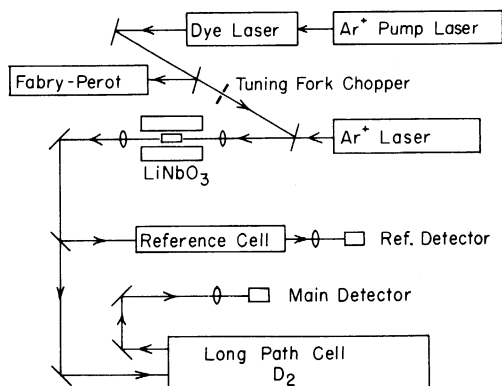 Dye Laser
Ar+ Pump Laser
Fabry-Perot
Tuning Fork Chopper
Ar+ Laser
LiNbO3
Reference Cell
Ref. Detector
Main Detector
Long Path Cell
D2